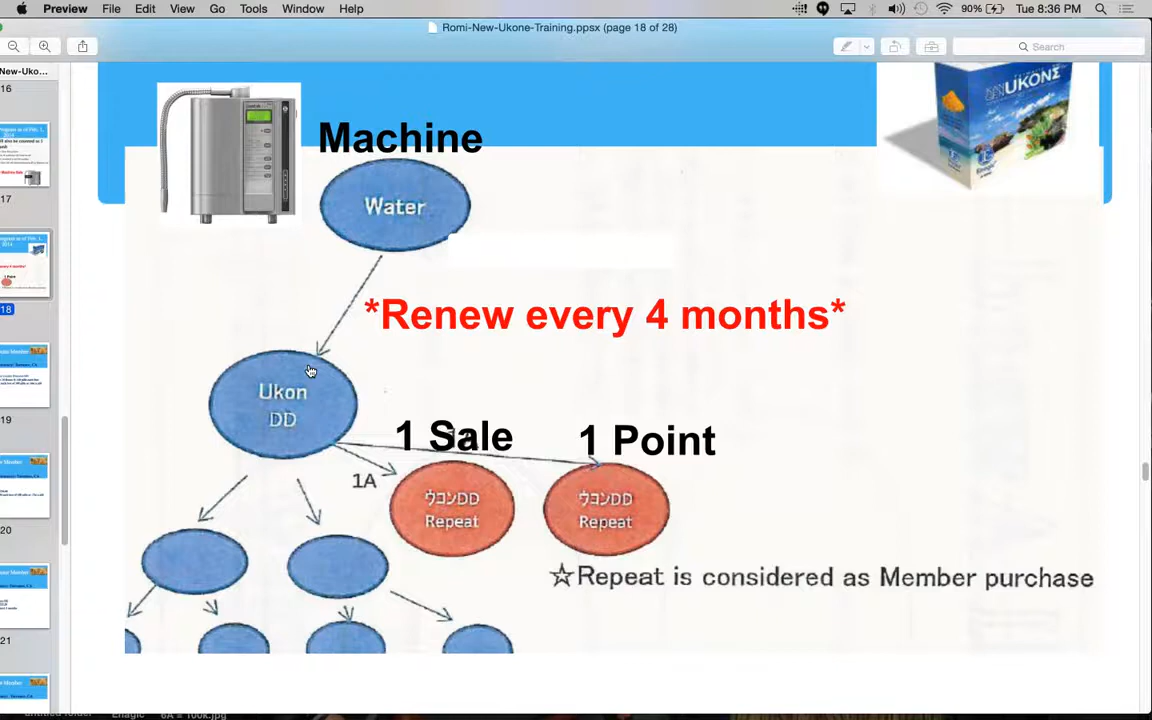 Preview File Edit View Go Tools Window Help
90%
Tue 8:36 PM
Romi-New-Ukone-Training.ppsx (page 18 of 28)
Search
New-Uko...
16
17
18
19
20
21
UKONΣ
Machine
Water
*Renew every 4 months*
Ukon
DD
1 Sale
1 Point
1A
ウコンDD
Repeat
ウコンDD
Repeat
☆Repeat is considered as Member purchase